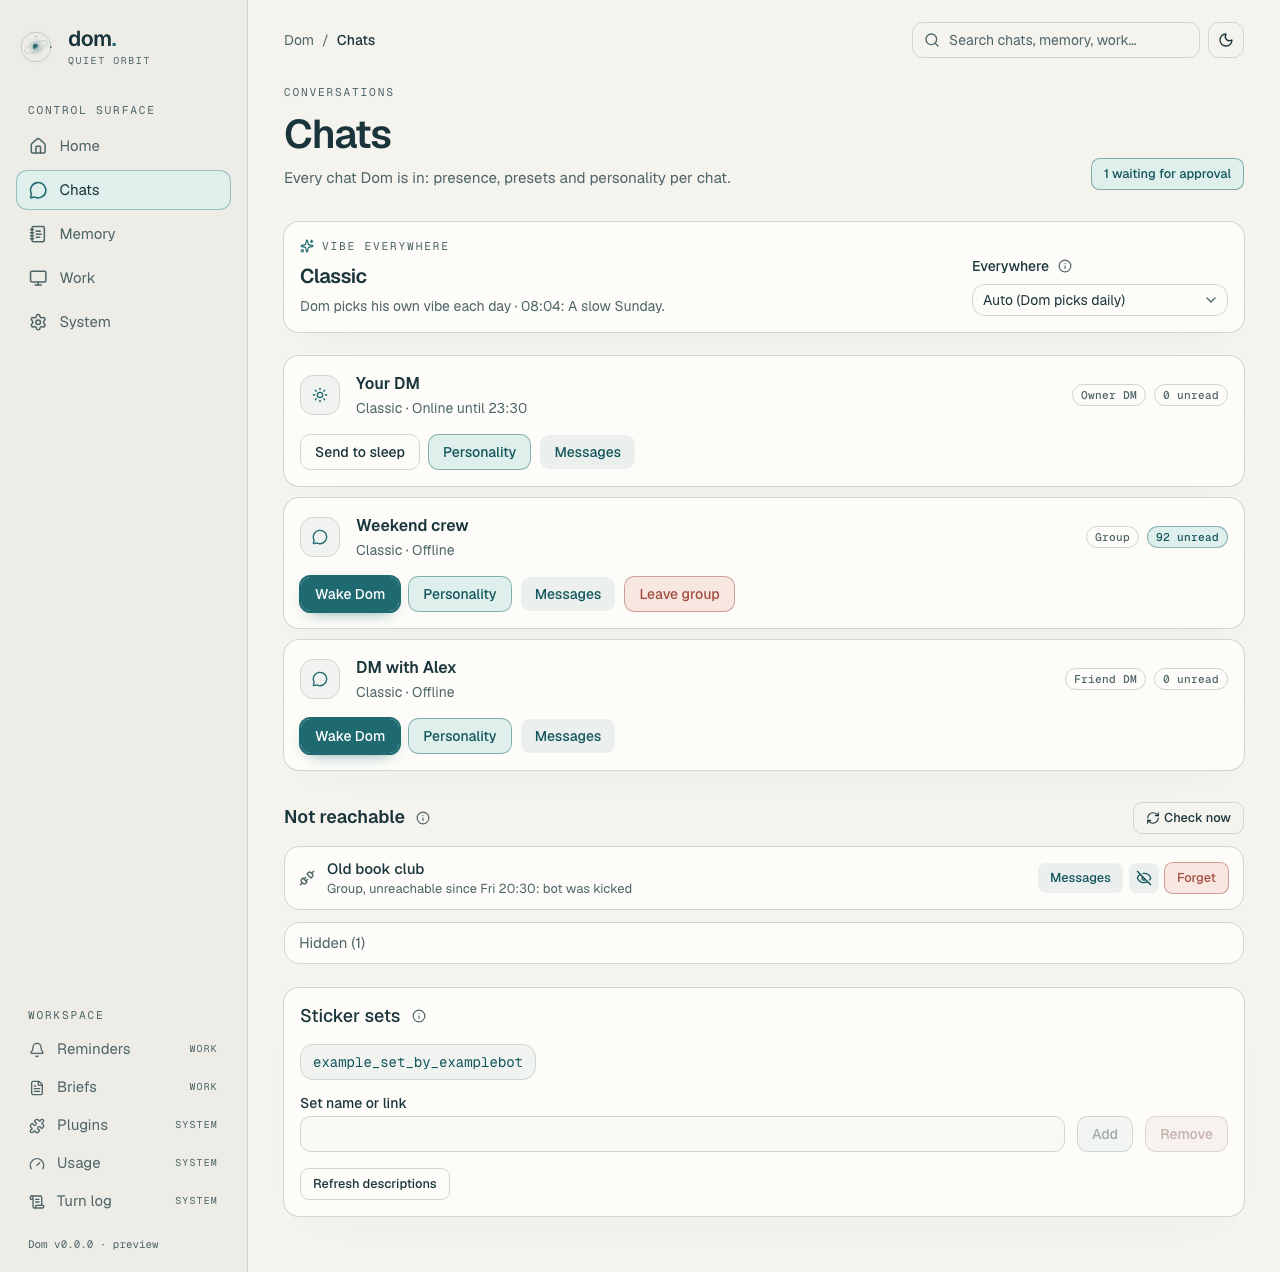 dom.
QUIET ORBIT
CONTROL SURFACE
Home
Chats
Memory
Work
System
WORKSPACE
Reminders WORK
Briefs WORK
Plugins SYSTEM
Usage SYSTEM
Turn log SYSTEM
Dom v0.0.0 · preview
Dom / Chats
Search chats, memory, work…
CONVERSATIONS
Chats
Every chat Dom is in: presence, presets and personality per chat.
1 waiting for approval
VIBE EVERYWHERE
Classic
Dom picks his own vibe each day · 08:04: A slow Sunday.
Everywhere
Auto (Dom picks daily)
Your DM
Classic · Online until 23:30
Owner DM 0 unread
Send to sleep Personality Messages
Weekend crew
Classic · Offline
Group 92 unread
Wake Dom Personality Messages Leave group
DM with Alex
Classic · Offline
Friend DM 0 unread
Wake Dom Personality Messages
Not reachable
Check now
Old book club
Group, unreachable since Fri 20:30: bot was kicked
Messages Forget
Hidden (1)
Sticker sets
example_set_by_examplebot
Set name or link
Add Remove
Refresh descriptions